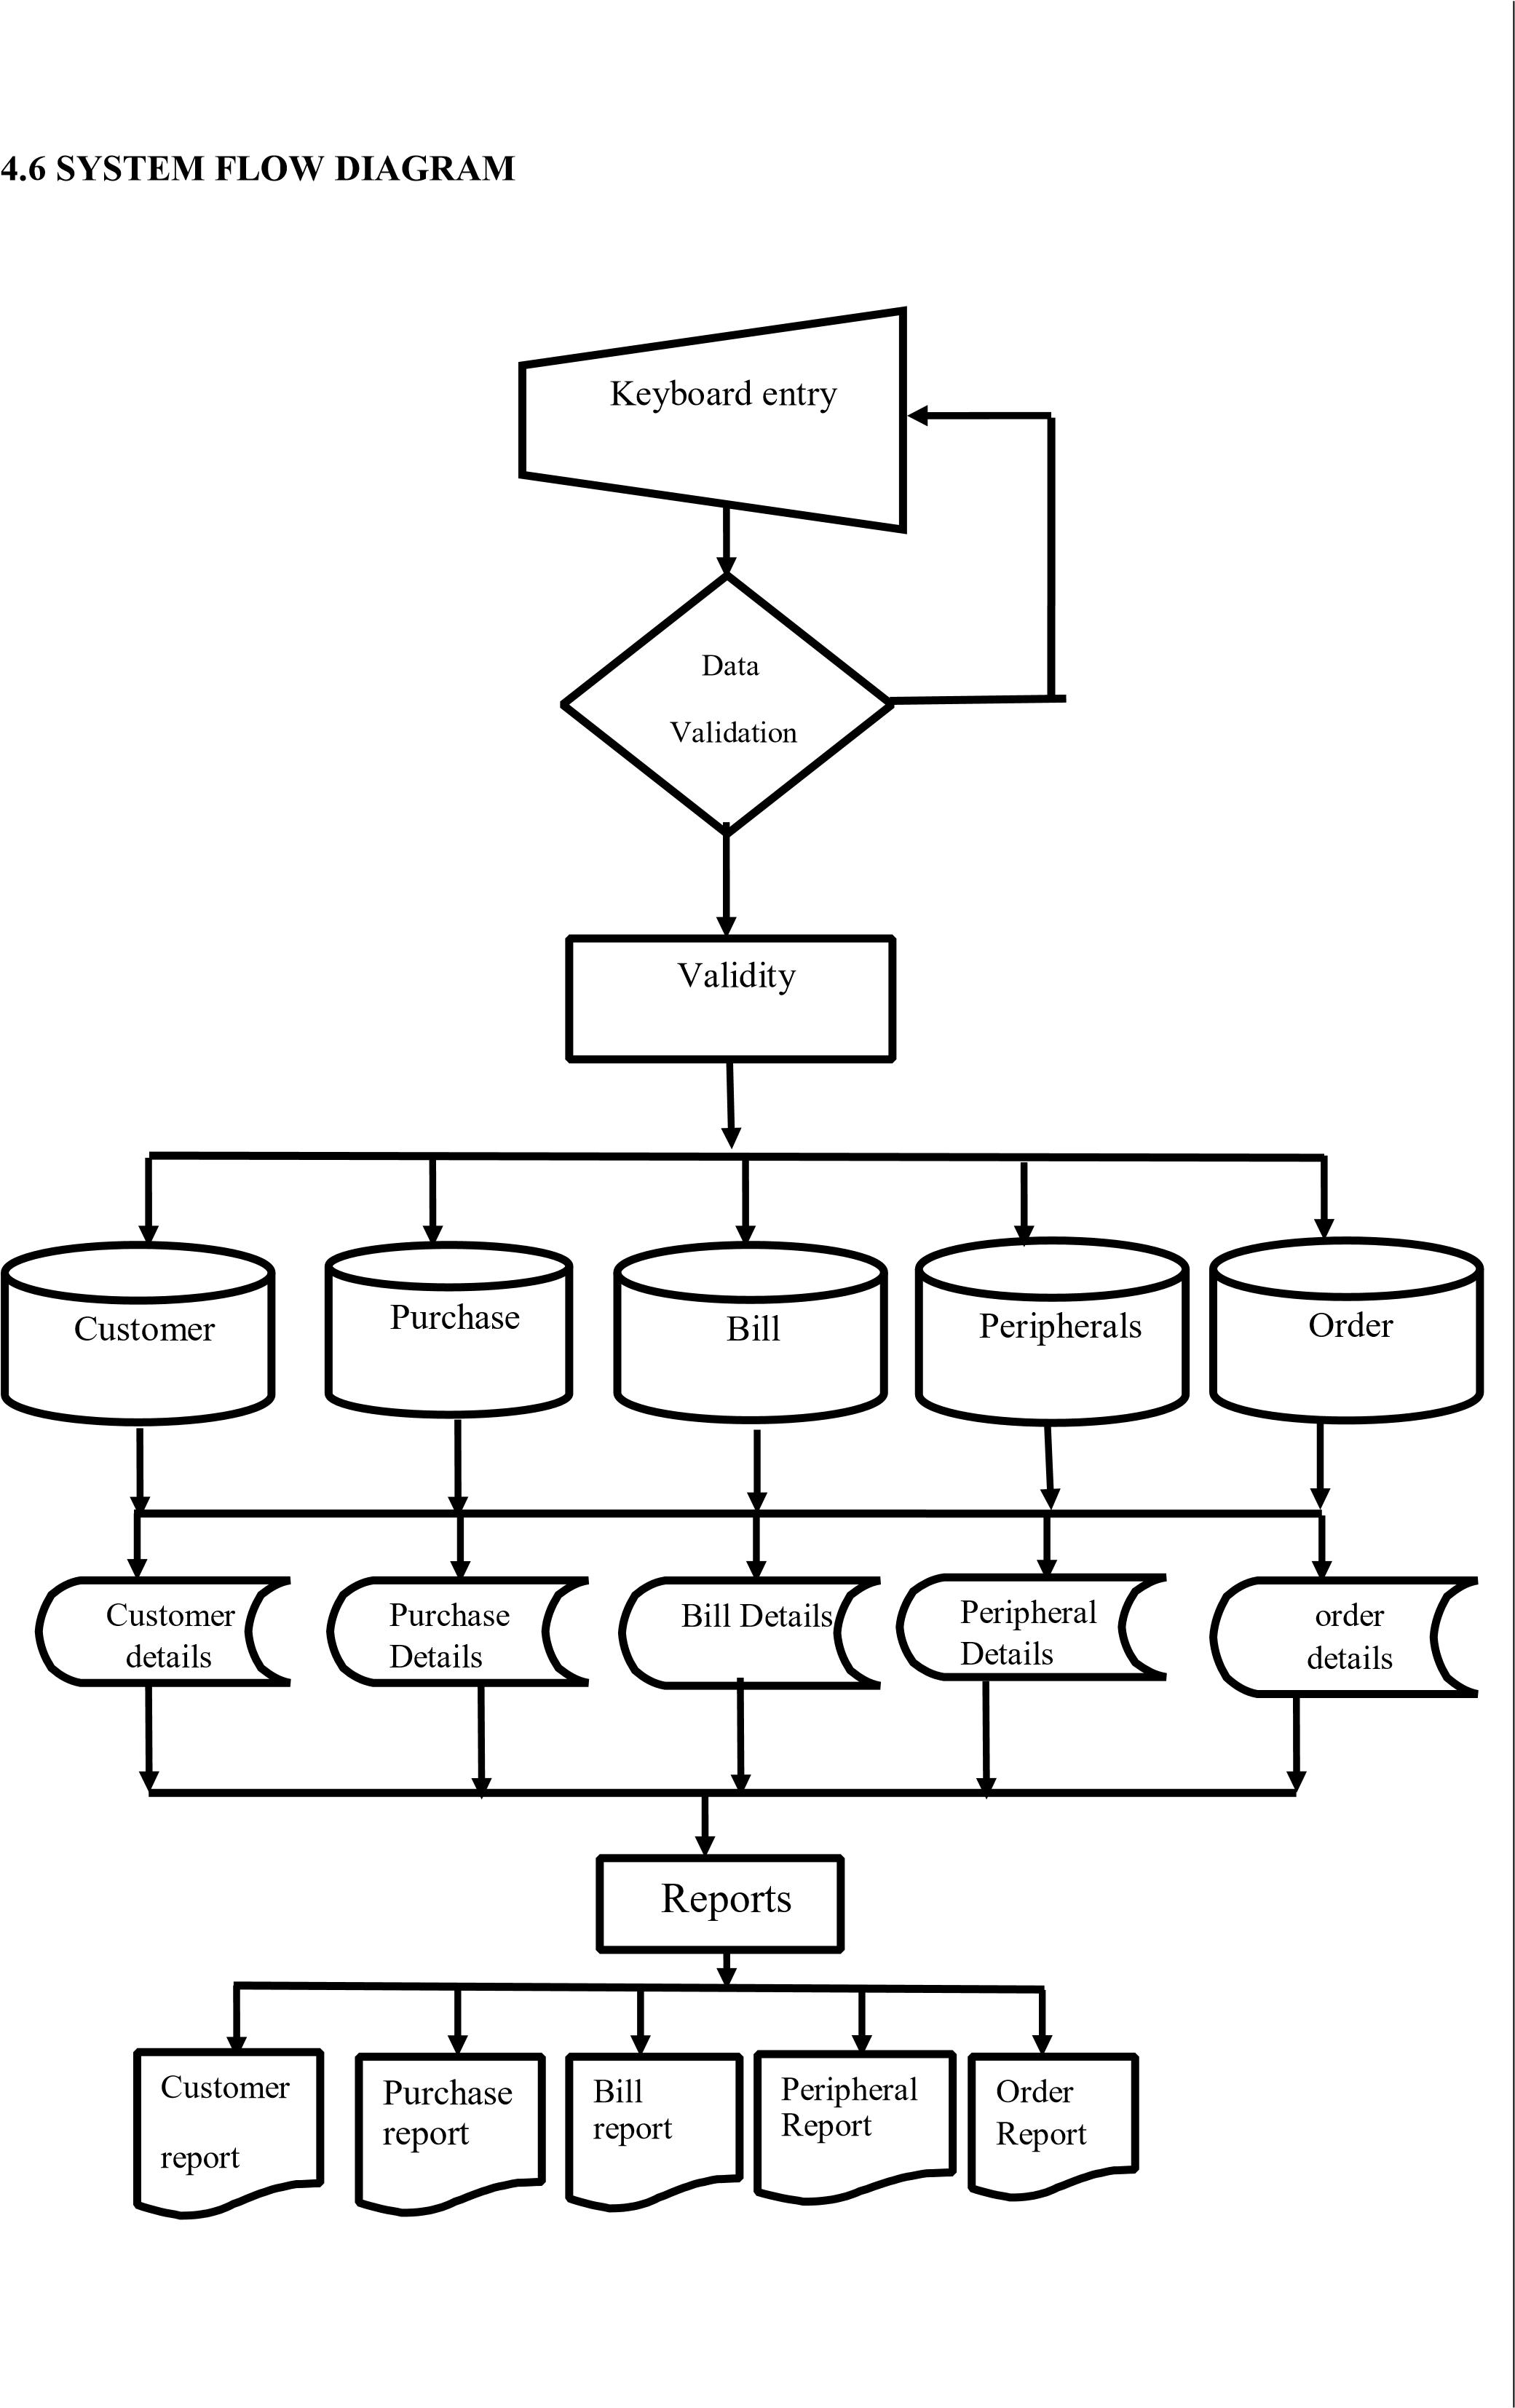 4.6 SYSTEM FLOW DIAGRAM
Keyboard entry
Data
Validation
Validity
Customer
Purchase
Bill
Peripherals
Order
Customer
details
Purchase
Details
Bill Details
Peripheral
Details
order
details
Reports
Customer
report
Purchase
report
Bill
report
Peripheral
Report
Order
Report